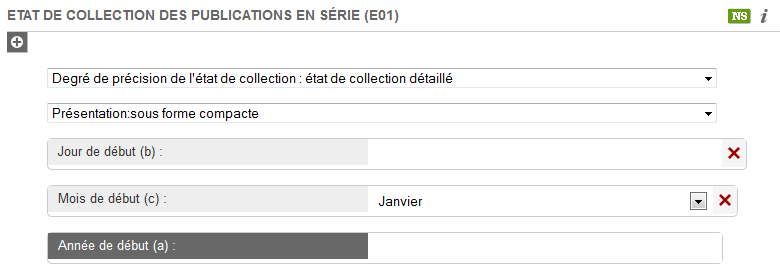 ETAT DE COLLECTION DES PUBLICATIONS EN SÉRIE (E01) NS i
Degré de précision de l'état de collection : état de collection détaillé
Présentation:sous forme compacte
Jour de début (b) :
Mois de début (c) : Janvier
Année de début (a) :